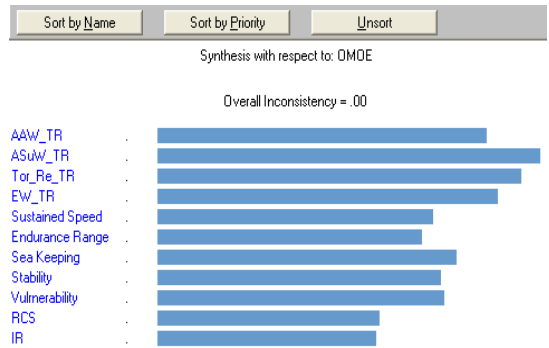 Sort by Name Sort by Priority Unsort
Synthesis with respect to: OMOE
Overall Inconsistency = .00
AAW_TR .
ASuW_TR .
Tor_Re_TR .
EW_TR .
Sustained Speed .
Endurance Range .
Sea Keeping .
Stability .
Vulnerability .
RCS .
IR .